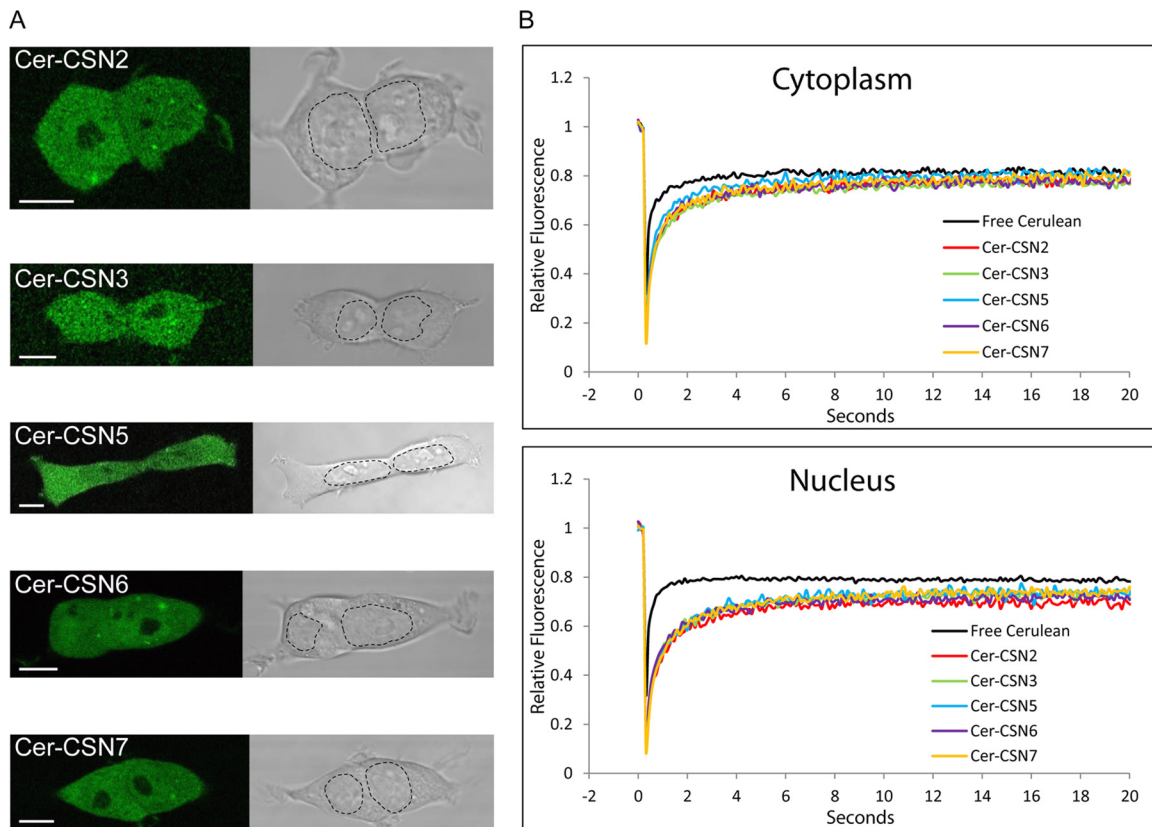 A
Cer-CSN2
Cer-CSN3
Cer-CSN5
Cer-CSN6
Cer-CSN7
B
Cytoplasm
Relative Fluorescence
1.2
1
0.8
0.6
0.4
0.2
0
-2 0 2 4 6 8 10 12 14 16 18 20
Seconds
Free Cerulean
Cer-CSN2
Cer-CSN3
Cer-CSN5
Cer-CSN6
Cer-CSN7
Nucleus
Relative Fluorescence
1.2
1
0.8
0.6
0.4
0.2
0
-2 0 2 4 6 8 10 12 14 16 18 20
Seconds
Free Cerulean
Cer-CSN2
Cer-CSN3
Cer-CSN5
Cer-CSN6
Cer-CSN7